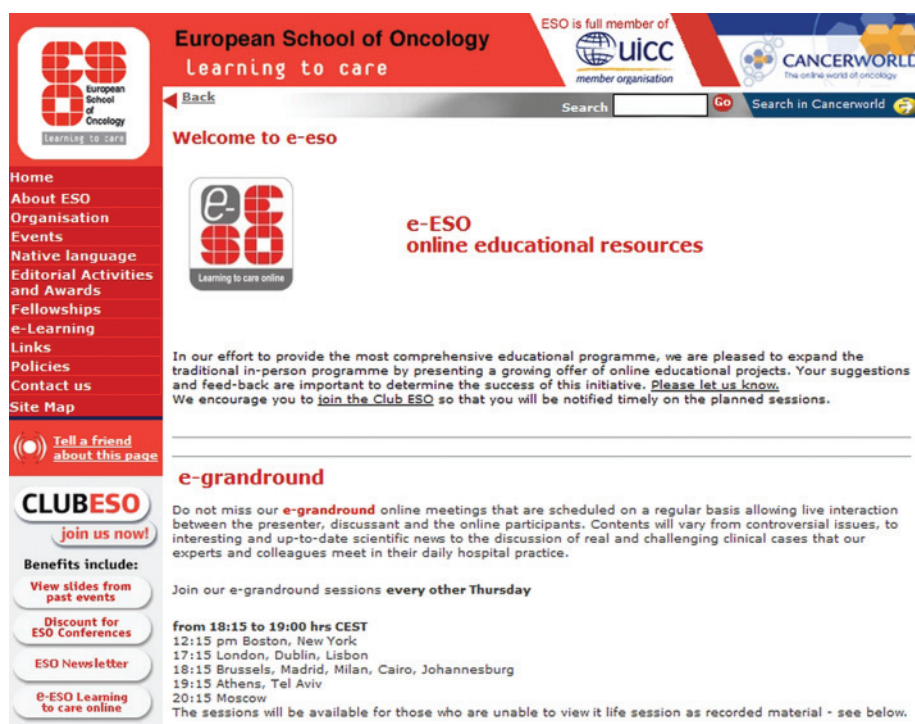 European School of Oncology
Learning to care
ESO is full member of
uicc
member organisation
CANCERWORLD
The online world of oncology
ESO
European
School
of
Oncology
Learning to care
Back
Search
Go
Search in Cancerworld
Home
About ESO
Organisation
Events
Native language
Editorial Activities
and Awards
Fellowships
e-Learning
Links
Policies
Contact us
Site Map
Tell a friend
about this page
CLUBESO
join us now!
Benefits include:
View slides from
past events
Discount for
ESO Conferences
ESO Newsletter
e-ESO Learning
to care online
Welcome to e-eso
e-ESO
Learning to care online
e-ESO
online educational resources
In our effort to provide the most comprehensive educational programme, we are pleased to expand the
traditional in-person programme by presenting a growing offer of online educational projects. Your suggestions
and feed-back are important to determine the success of this initiative. Please let us know.
We encourage you to join the Club ESO so that you will be notified timely on the planned sessions.
e-grandround
Do not miss our e-grandround online meetings that are scheduled on a regular basis allowing live interaction
between the presenter, discussant and the online participants. Contents will vary from controversial issues, to
interesting and up-to-date scientific news to the discussion of real and challenging clinical cases that our
experts and colleagues meet in their daily hospital practice.
Join our e-grandround sessions every other Thursday
from 18:15 to 19:00 hrs CEST
12:15 pm Boston, New York
17:15 London, Dublin, Lisbon
18:15 Brussels, Madrid, Milan, Cairo, Johannesburg
19:15 Athens, Tel Aviv
20:15 Moscow
The sessions will be available for those who are unable to view it life session as recorded material - see below.